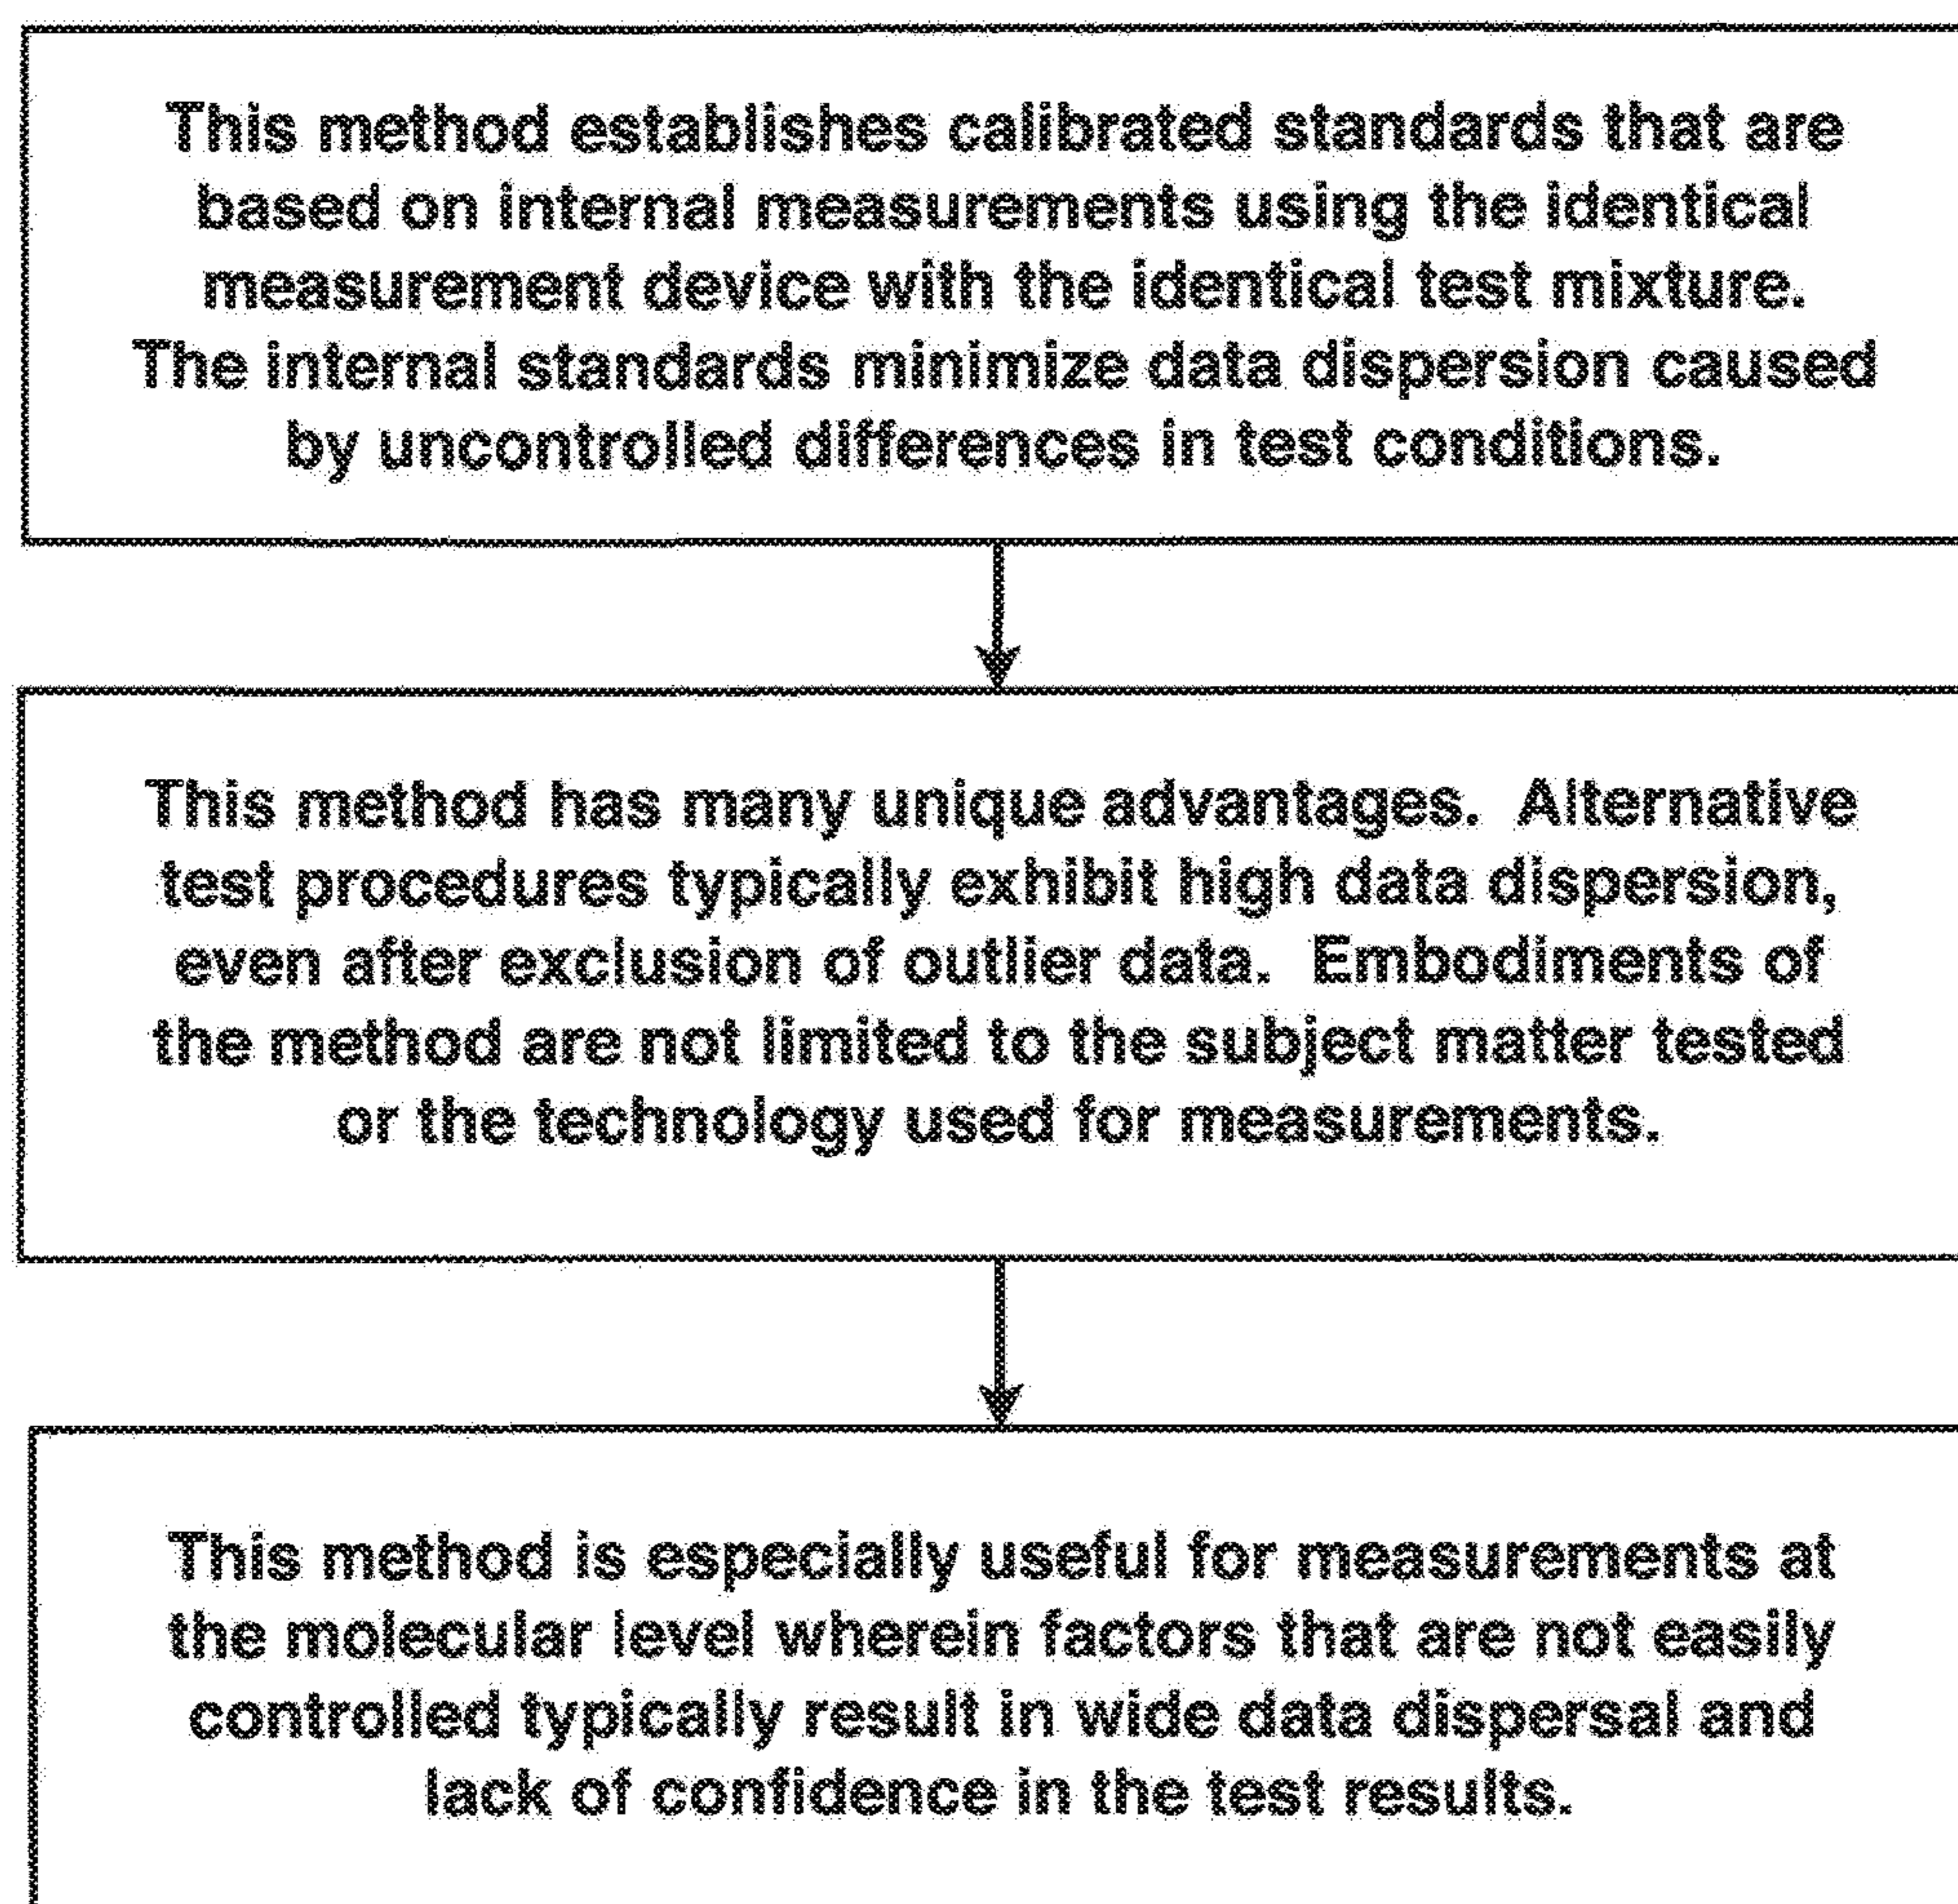 This method establishes calibrated standards that are
based on internal measurements using the identical
measurement device with the identical test mixture.
The internal standards minimize data dispersion caused
by uncontrolled differences in test conditions.
This method has many unique advantages.  Alternative
test procedures typically exhibit high data dispersion,
even after exclusion of outlier data.  Embodiments of
the method are not limited to the subject matter tested
or the technology used for measurements.
This method is especially useful for measurements at
the molecular level wherein factors that are not easily
controlled typically result in wide data dispersal and
lack of confidence in the test results.